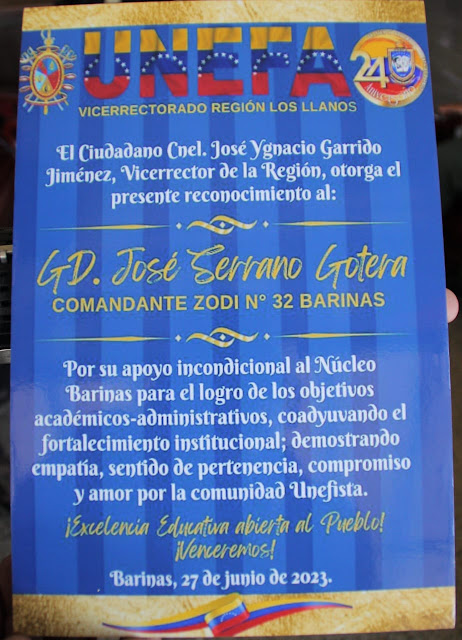 UNEFA
24
Aniversario
VICERRECTORADO REGIÓN LOS LLANOS
El Ciudadano Cnel. José Ygnacio Garrido
Jiménez, Vicerrector de la Región, otorga el
presente reconocimiento al:
GD. José Serrano Gotera
COMANDANTE ZODI N° 32 BARINAS
Por su apoyo incondicional al Núcleo
Barinas para el logro de los objetivos
académicos-administrativos, coadyuvando el
fortalecimiento institucional; demostrando
empatía, sentido de pertenencia, compromiso
y amor por la comunidad Unefista.
¡Excelencia Educativa abierta al Pueblo!
¡Venceremos!
Barinas, 27 de junio de 2023.